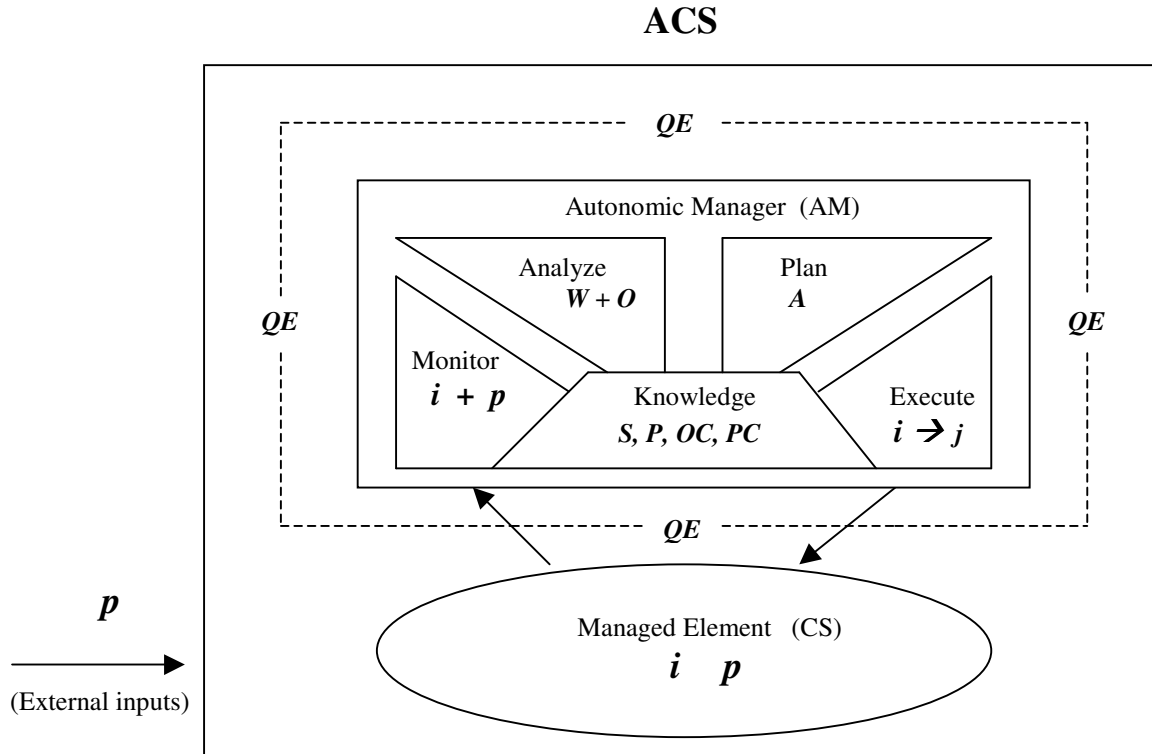 ACS
QE
Autonomic Manager (AM)
Analyze
W + O
Plan
A
QE
QE
Monitor
i + p
Knowledge
S, P, OC, PC
Execute
i → j
QE
p
(External inputs)
Managed Element (CS)
i p